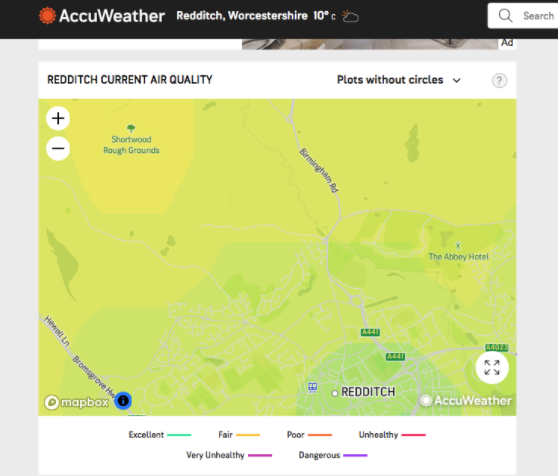 AccuWeather Redditch, Worcestershire 10° c Search
Ad
REDDITCH CURRENT AIR QUALITY Plots without circles ?
+
−
Shortwood
Rough Grounds
Birmingham Rd
The Abbey Hotel
Hewell Ln
Bromsgrove Hwy
A441
A4023
A441
REDDITCH
mapbox i AccuWeather
Excellent Fair Poor Unhealthy
Very Unhealthy Dangerous